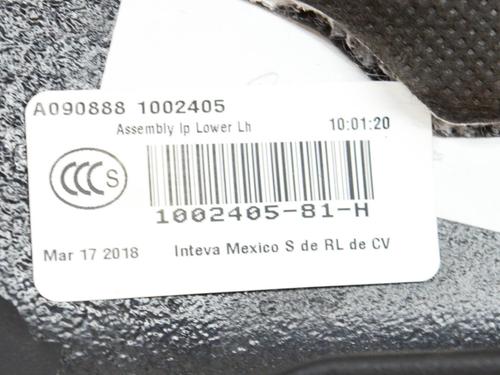 A090888 1002405
Assembly Ip Lower Lh 10:01:20
CCC S
1002405-81-H
Mar 17 2018 Inteva Mexico S de RL de CV